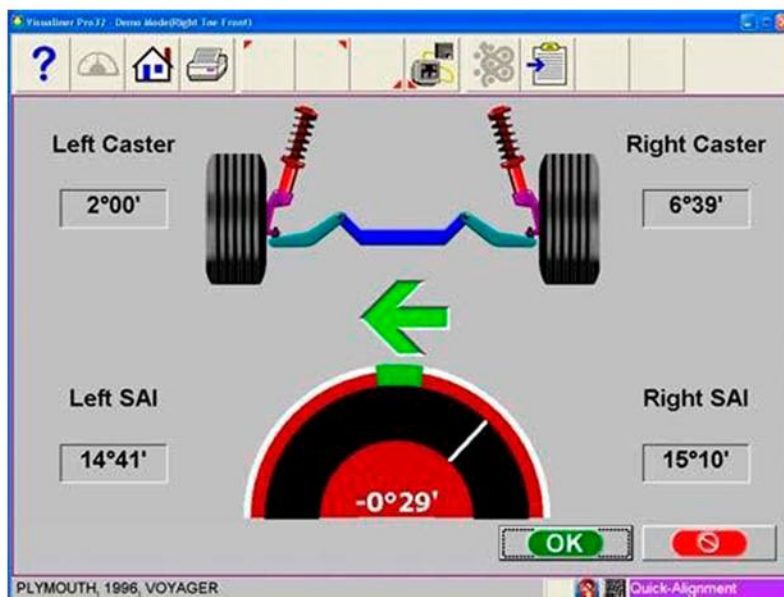 Visualiner Pro32 - Demo Mode(Right Toe Front)
?
Left Caster
Right Caster
2°00'
6°39'
Left SAI
Right SAI
14°41'
15°10'
-0°29'
OK
PLYMOUTH, 1996, VOYAGER
Quick-Alignment